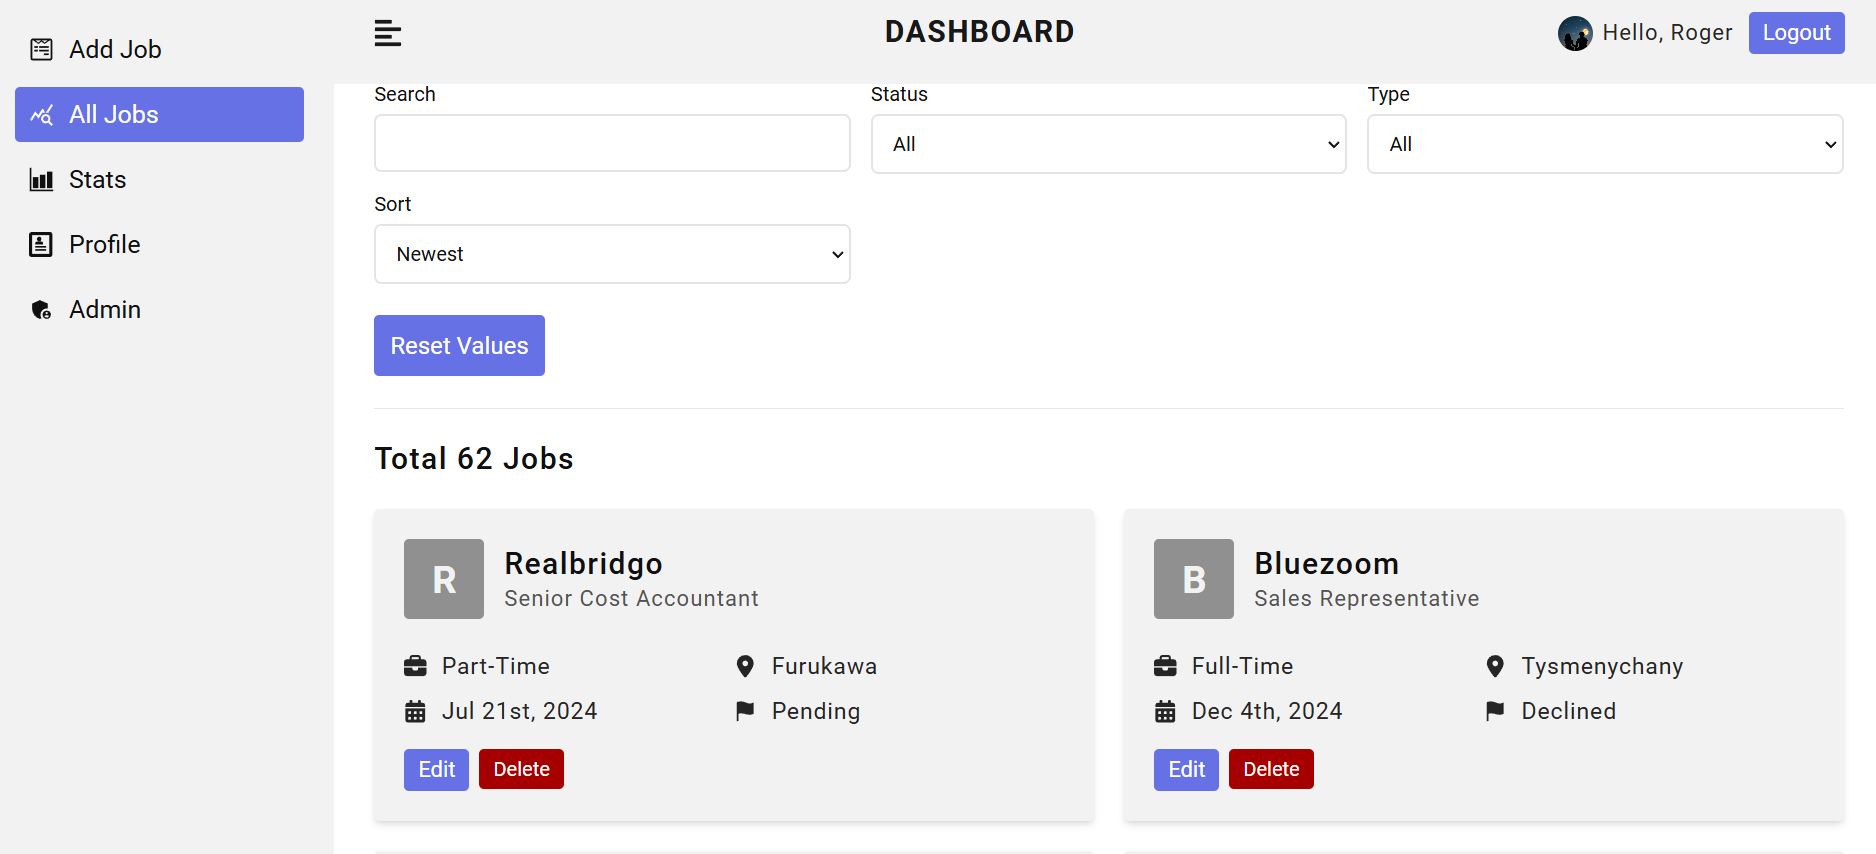 Add Job
All Jobs
Stats
Profile
Admin
DASHBOARD
Hello, Roger
Logout
Search
Status
All
Type
All
Sort
Newest
Reset Values
Total 62 Jobs
R
Realbridgo
Senior Cost Accountant
Part-Time
Furukawa
Jul 21st, 2024
Pending
Edit
Delete
B
Bluezoom
Sales Representative
Full-Time
Tysmenychany
Dec 4th, 2024
Declined
Edit
Delete